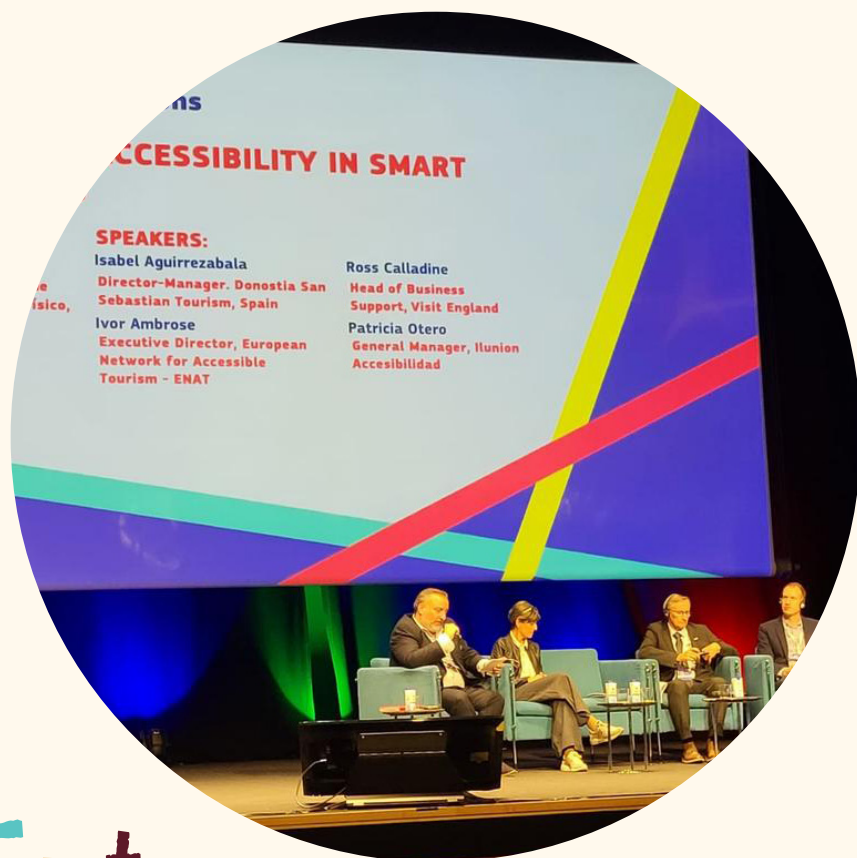 ns
CCESSIBILITY IN SMART
SPEAKERS:
Isabel Aguirrezabala
Director-Manager. Donostia San
Sebastian Tourism, Spain
Ivor Ambrose
Executive Director, European
Network for Accessible
Tourism - ENAT
Ross Calladine
Head of Business
Support, Visit England
Patricia Otero
General Manager, Ilunion
Accesibilidad
e
ísico,